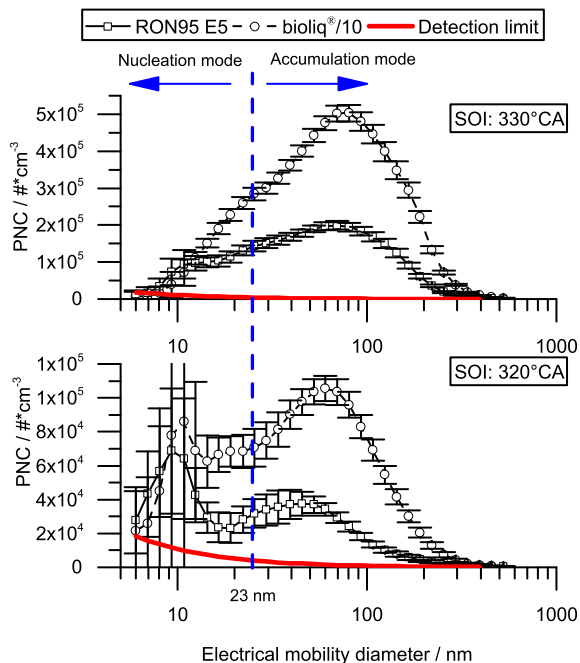 RON95 E5 bioliq®/10 Detection limit
Nucleation mode Accumulation mode
5x10⁵
SOI: 330°CA
4x10⁵
3x10⁵
2x10⁵
1x10⁵
0
PNC / #*cm⁻³
10 100 1000
1x10⁵
SOI: 320°CA
8x10⁴
6x10⁴
4x10⁴
2x10⁴
0
PNC / #*cm⁻³
10 100 1000
23 nm
Electrical mobility diameter / nm